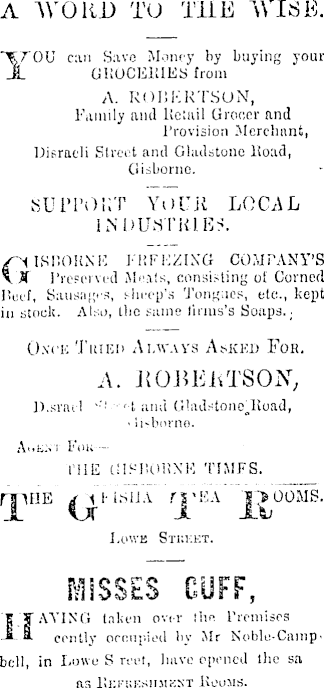 A WORD TO THE WISE.
YOU can Save Money by buying your
GROCERIES from
A. ROBERTSON,
Family and Retail Grocer and
Provision Merchant,
Disraeli Street and Gladstone Road,
Gisborne.
SUPPORT YOUR LOCAL
INDUSTRIES.
GISBORNE FREEZING COMPANY'S
Preserved Meats, consisting of Corned
Beef, Sausages, sheep's Tongues, etc., kept
in stock. Also, the same firms's Soaps.
ONCE TRIED ALWAYS ASKED FOR.
A. ROBERTSON,
Disraeli Street and Gladstone Road,
Gisborne.
AGENT FOR—
THE GISBORNE TIMES.
THE GEISHA TEA ROOMS.
LOWE STREET.
MISSES CUFF,
HAVING taken over the Premises
cently occupied by Mr Noble-Camp-
bell, in Lowe S reet, have opened the sa
as REFRESHMENT ROOMS.